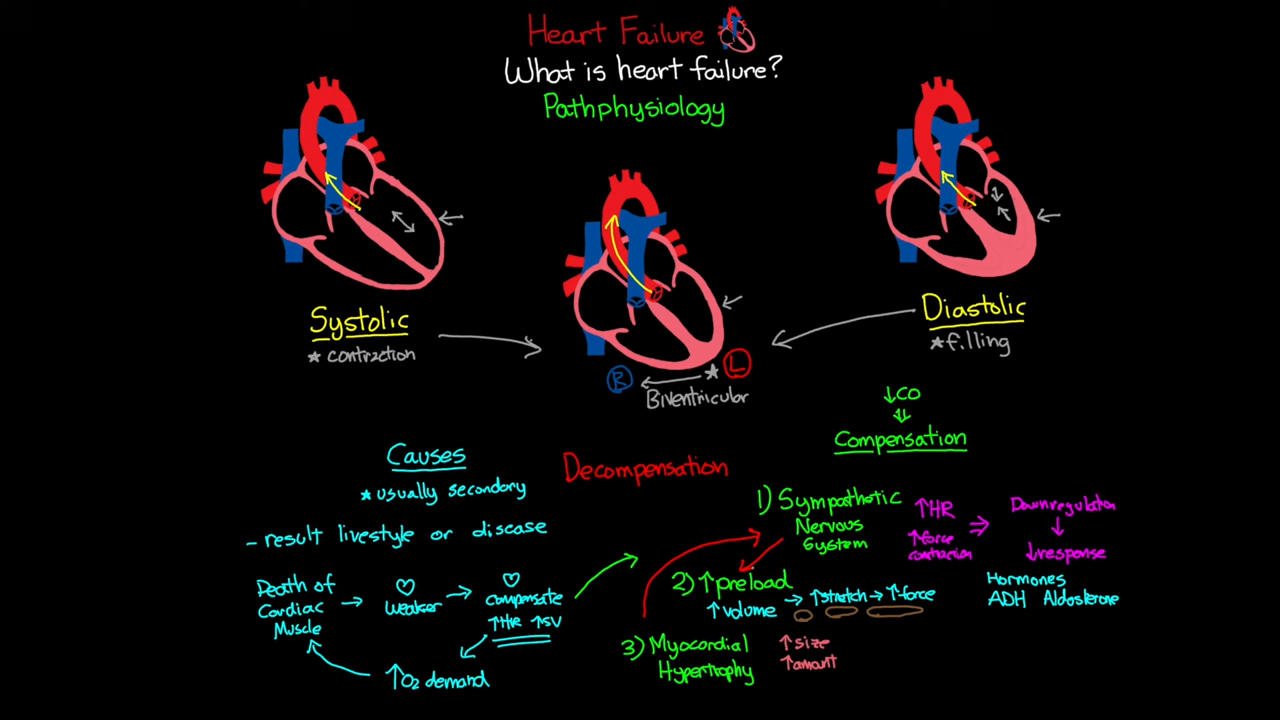 Heart Failure
What is heart failure?
Pathphysiology
Systolic
* contraction
Diastolic
* filling
R
* L
Biventricular
↓CO
⇓
Compensation
Causes
* usually secondary
- result livestyle or disease
Death of
Cardiac
Muscle
→ ♡
Weaker
→ ♡
Compensate
↑HR ↑SV
↑O2 demand
Decompensation
1) Sympathetic
Nervous
System
↑HR
↑force
contraction
⇒
Downregulation
↓
↓response
Hormones
ADH Aldosterone
2) ↑preload
↑volume → ↑stretch → ↑force
3) Myocardial
Hypertrophy
↑size
↑amount